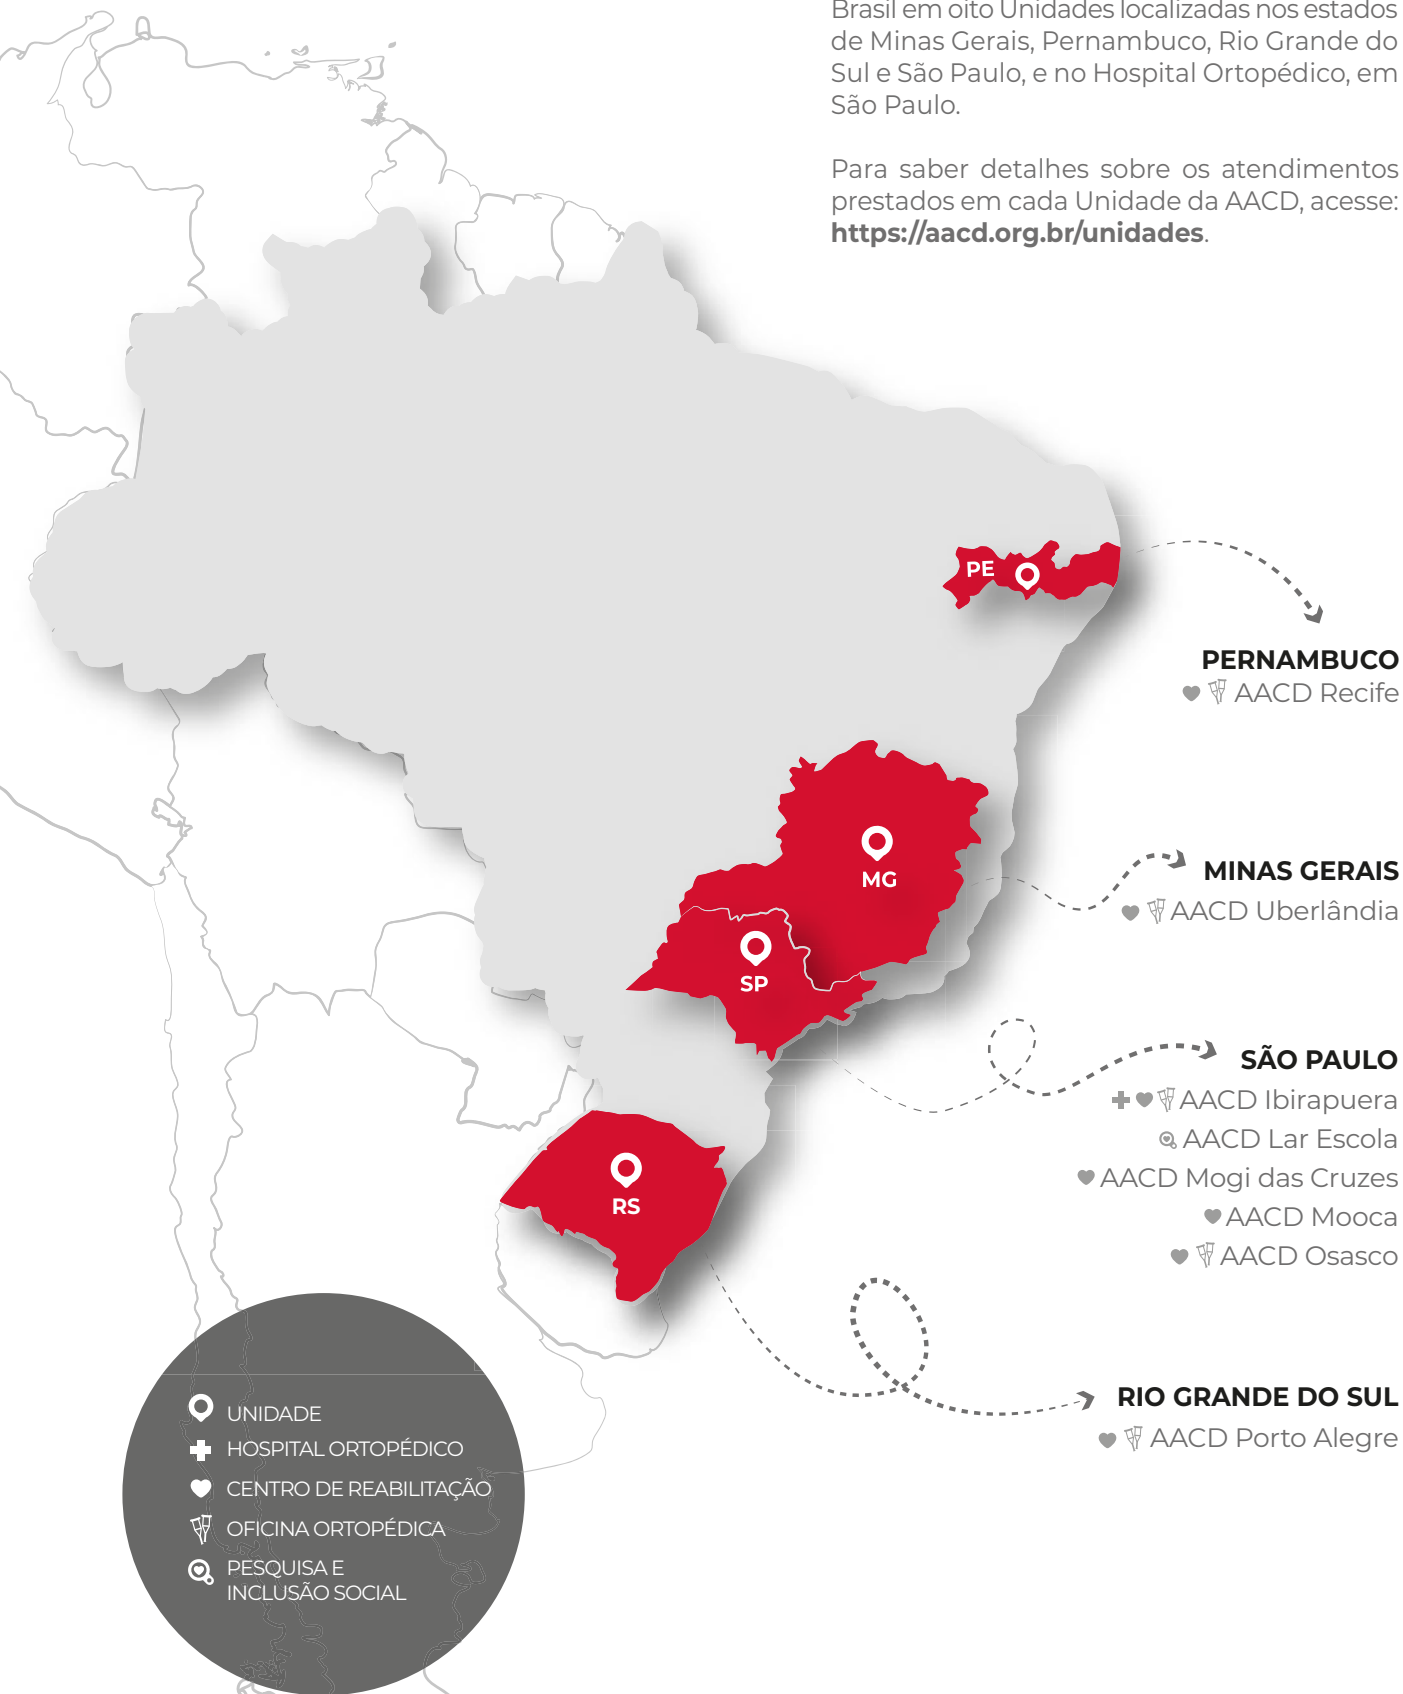 Brasil em oito Unidades localizadas nos estados
de Minas Gerais, Pernambuco, Rio Grande do
Sul e São Paulo, e no Hospital Ortopédico, em
São Paulo.
Para saber detalhes sobre os atendimentos
prestados em cada Unidade da AACD, acesse:
https://aacd.org.br/unidades.
PE
PERNAMBUCO
AACD Recife
MG
MINAS GERAIS
AACD Uberlândia
SP
SÃO PAULO
AACD Ibirapuera
AACD Lar Escola
AACD Mogi das Cruzes
AACD Mooca
AACD Osasco
RS
RIO GRANDE DO SUL
AACD Porto Alegre
UNIDADE
HOSPITAL ORTOPÉDICO
CENTRO DE REABILITAÇÃO
OFICINA ORTOPÉDICA
PESQUISA E
INCLUSÃO SOCIAL